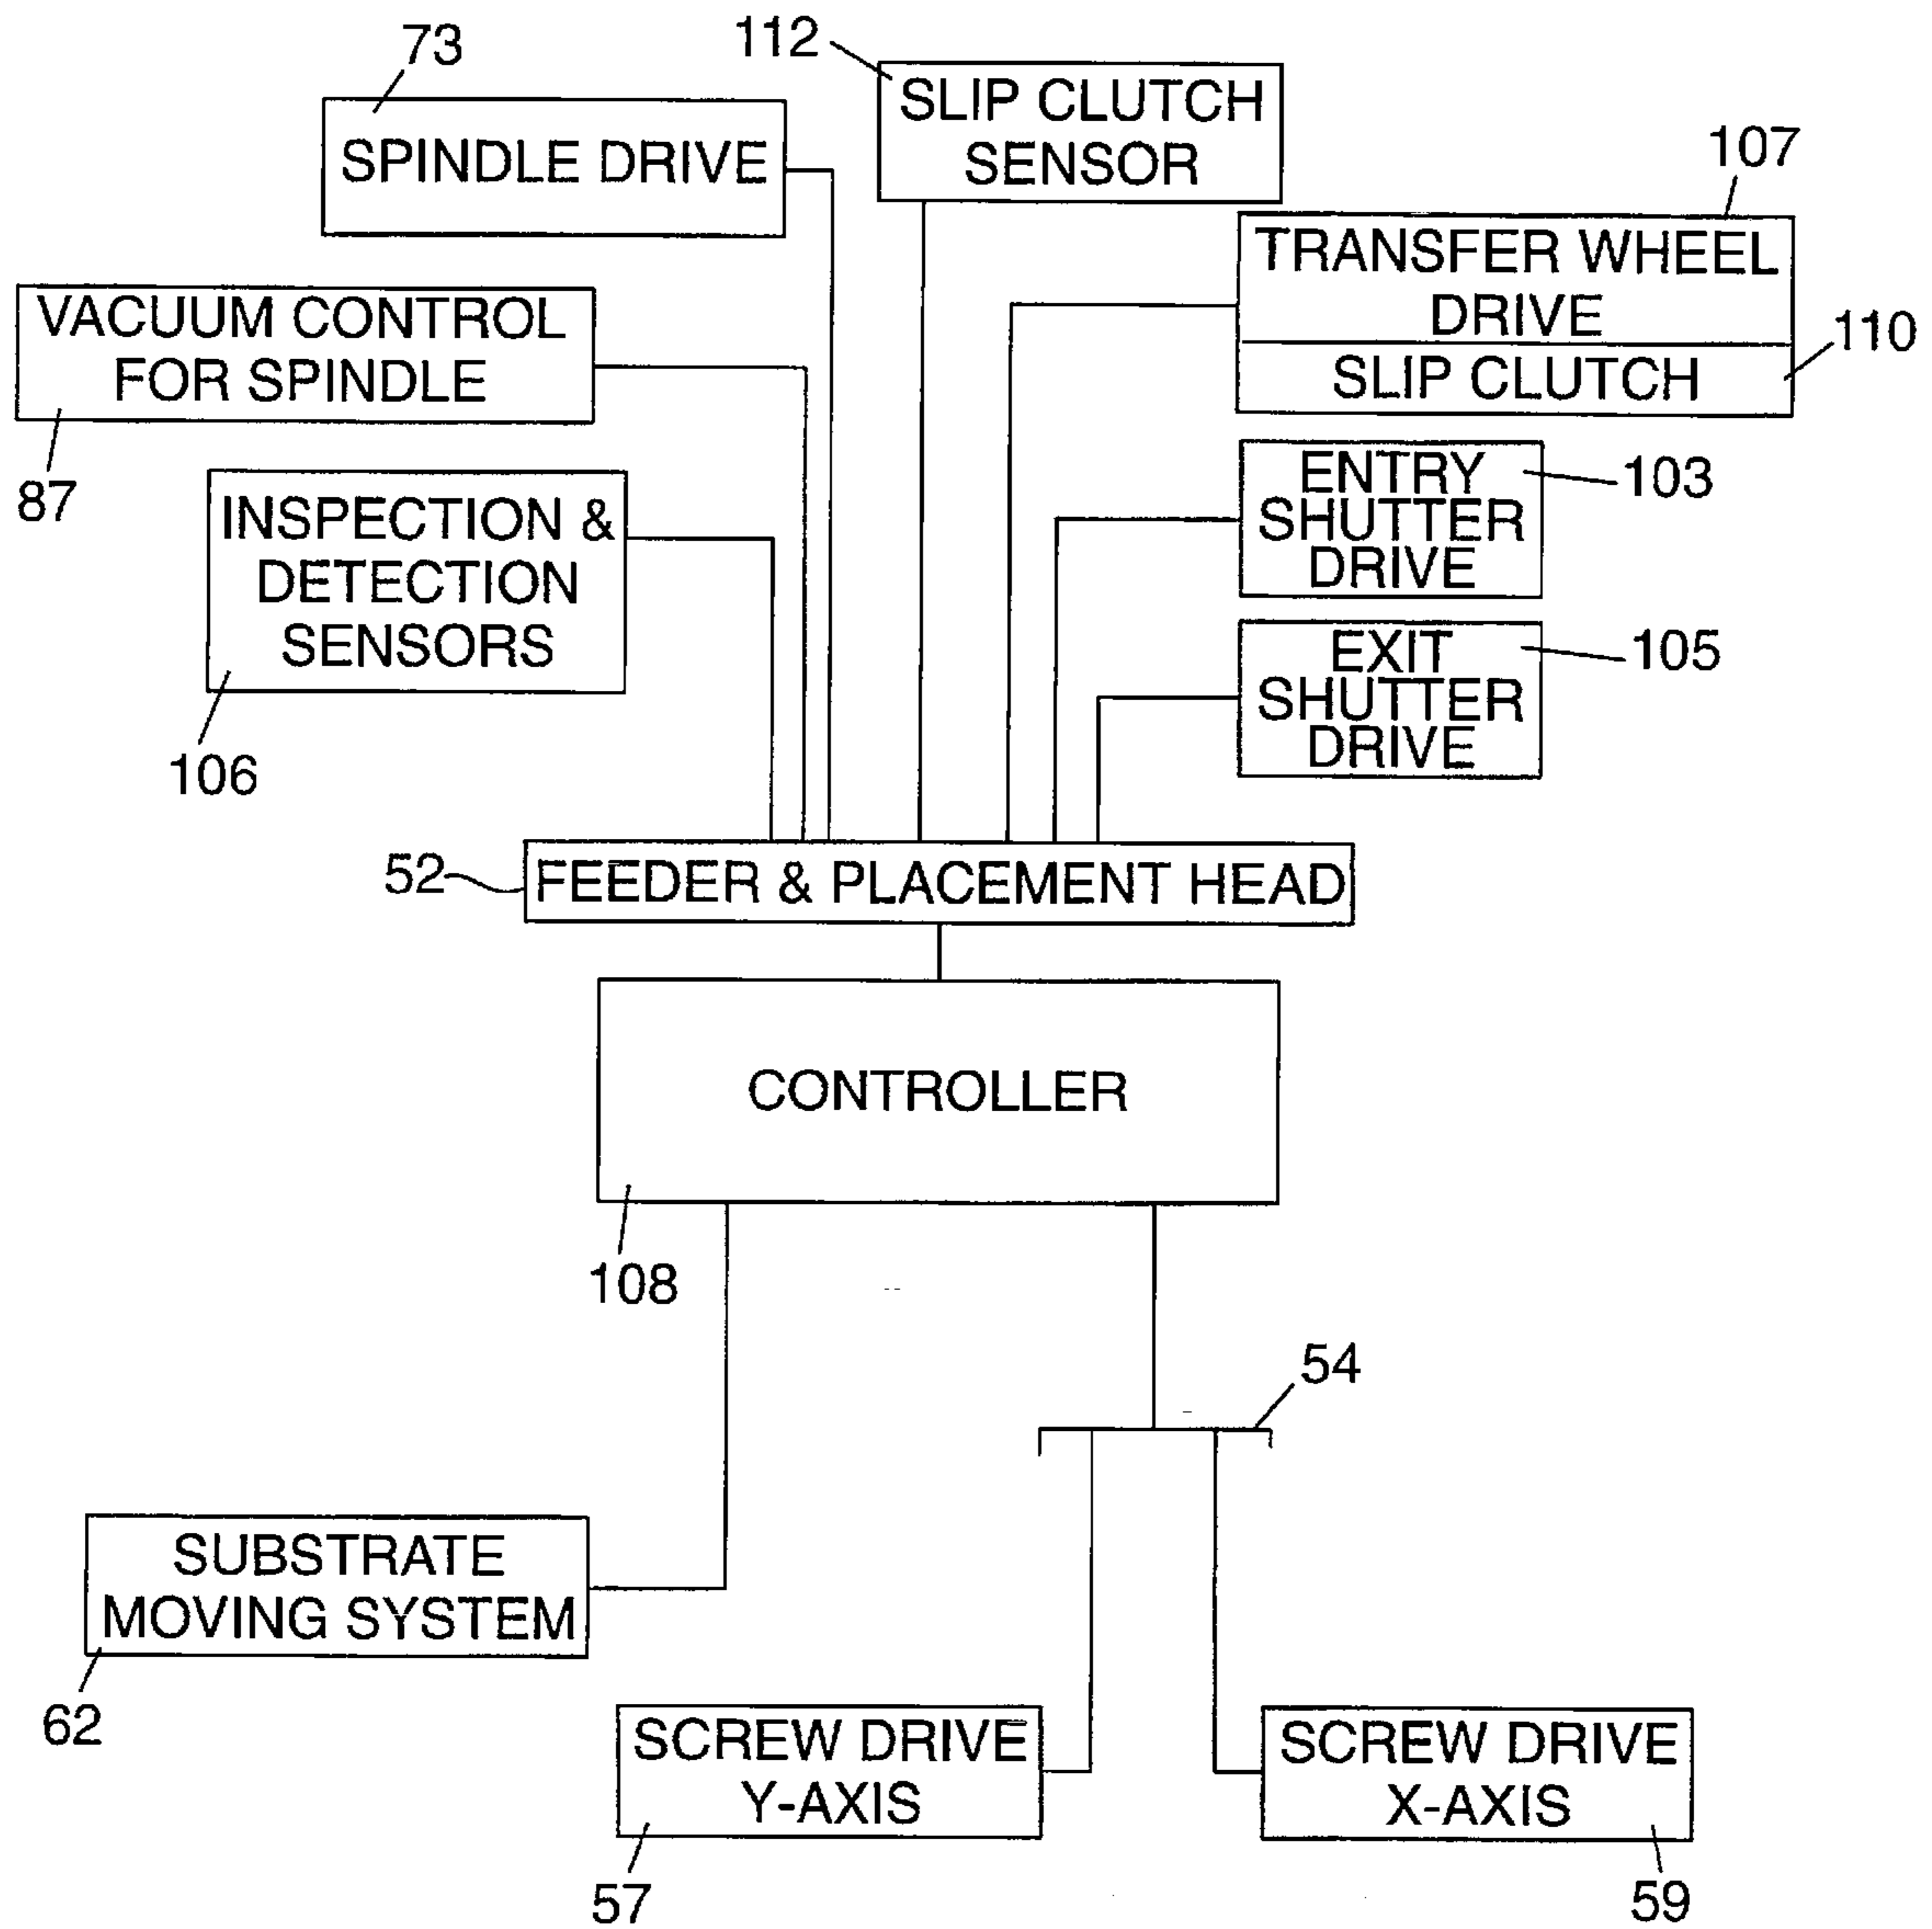 73
112
SLIP CLUTCH
SENSOR
SPINDLE DRIVE
107
TRANSFER WHEEL
DRIVE
110
SLIP CLUTCH
VACUUM CONTROL
FOR SPINDLE
87
ENTRY
SHUTTER
DRIVE
103
INSPECTION &
DETECTION
SENSORS
106
EXIT
SHUTTER
DRIVE
105
52
FEEDER & PLACEMENT HEAD
CONTROLLER
108
54
SUBSTRATE
MOVING SYSTEM
62
SCREW DRIVE
Y-AXIS
57
SCREW DRIVE
X-AXIS
59